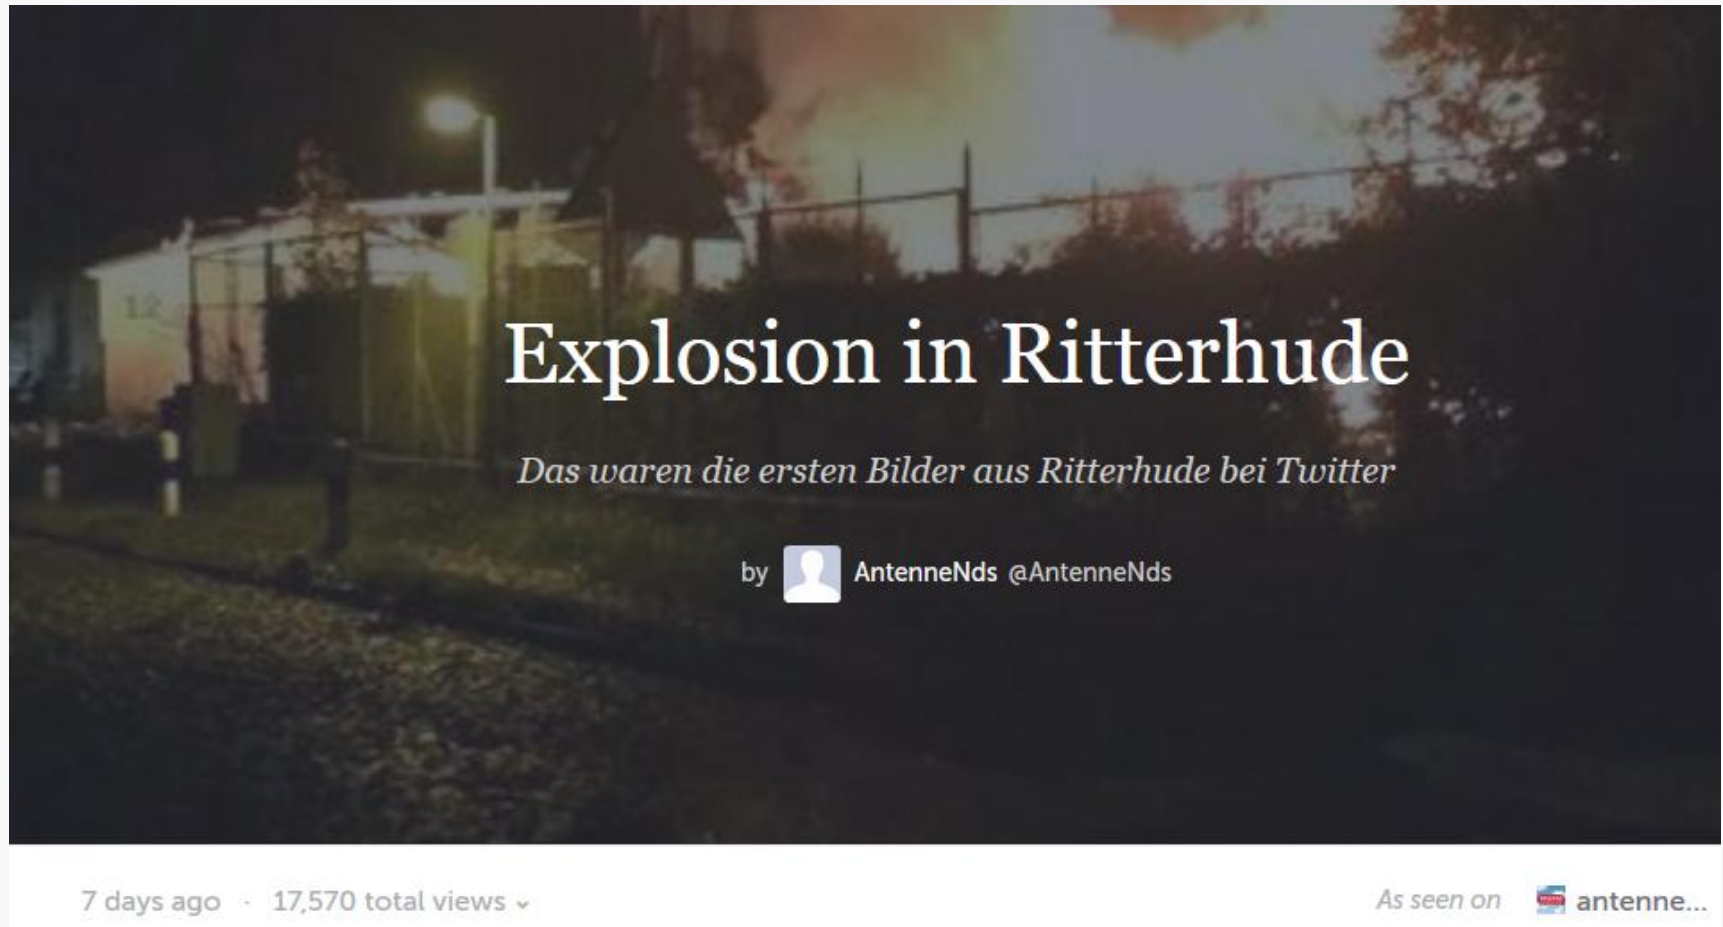 12
Explosion in Ritterhude
Das waren die ersten Bilder aus Ritterhude bei Twitter
by AntenneNds @AntenneNds
7 days ago · 17,570 total views
As seen on antenne...